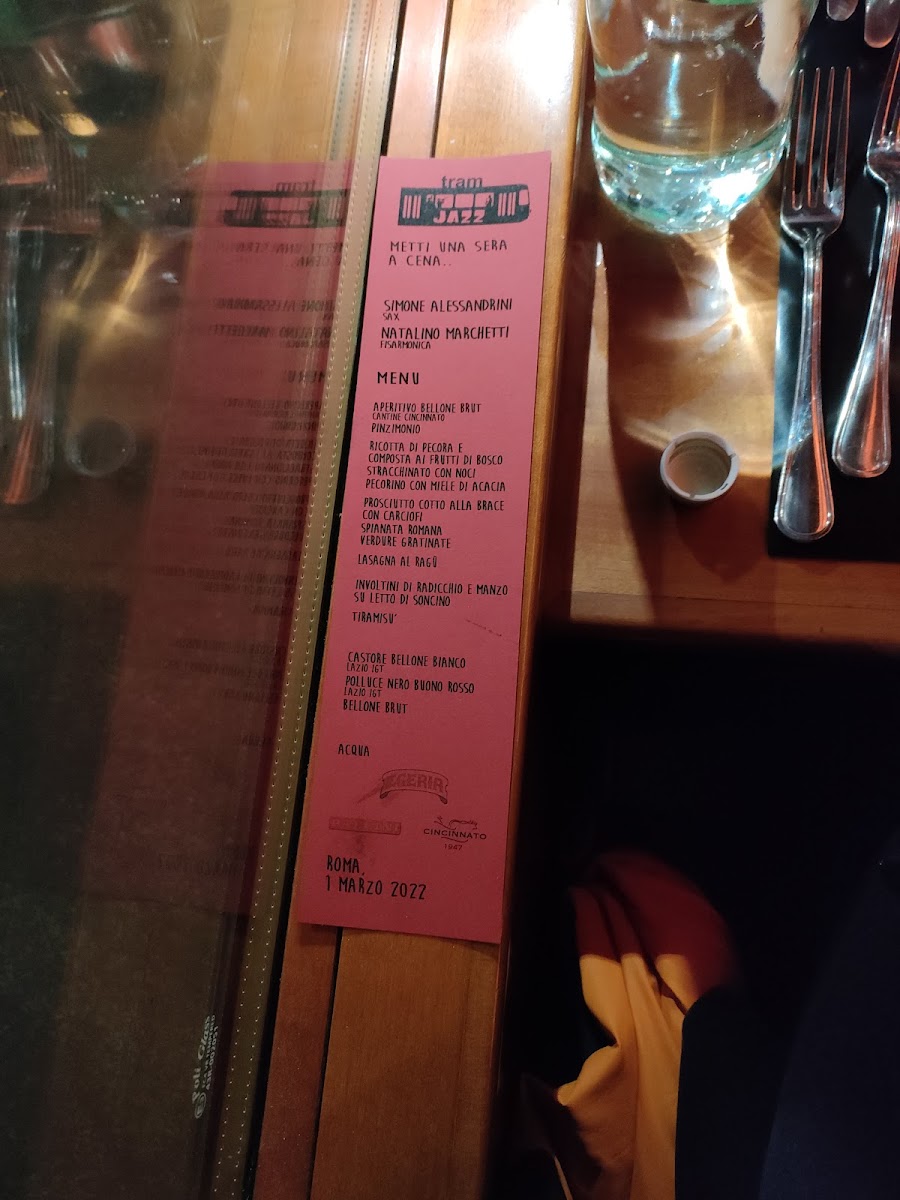 tram
JAZZ
METTI UNA SERA
A CENA..
SIMONE ALESSANDRINI
SAX
NATALINO MARCHETTI
FISARMONICA
MENU
APERITIVO BELLONE BRUT
CANTINE CINCINNATO
PINZIMONIO
RICOTTA DI PECORA E
COMPOSTA AI FRUTTI DI BOSCO
STRACCHINATO CON NOCI
PECORINO CON MIELE DI ACACIA
PROSCIUTTO COTTO ALLA BRACE
CON CARCIOFI
SPIANATA ROMANA
VERDURE GRATINATE
LASAGNA AL RAGÙ
INVOLTINI DI RADICCHIO E MANZO
SU LETTO DI SONCINO
TIRAMISU'
CASTORE BELLONE BIANCO
LAZIO IGT
POLLUCE NERO BUONO ROSSO
LAZIO IGT
BELLONE BRUT
ACQUA
EGERIA
CINCINNATO
1947
ROMA,
1 MARZO 2022
Poli Glass